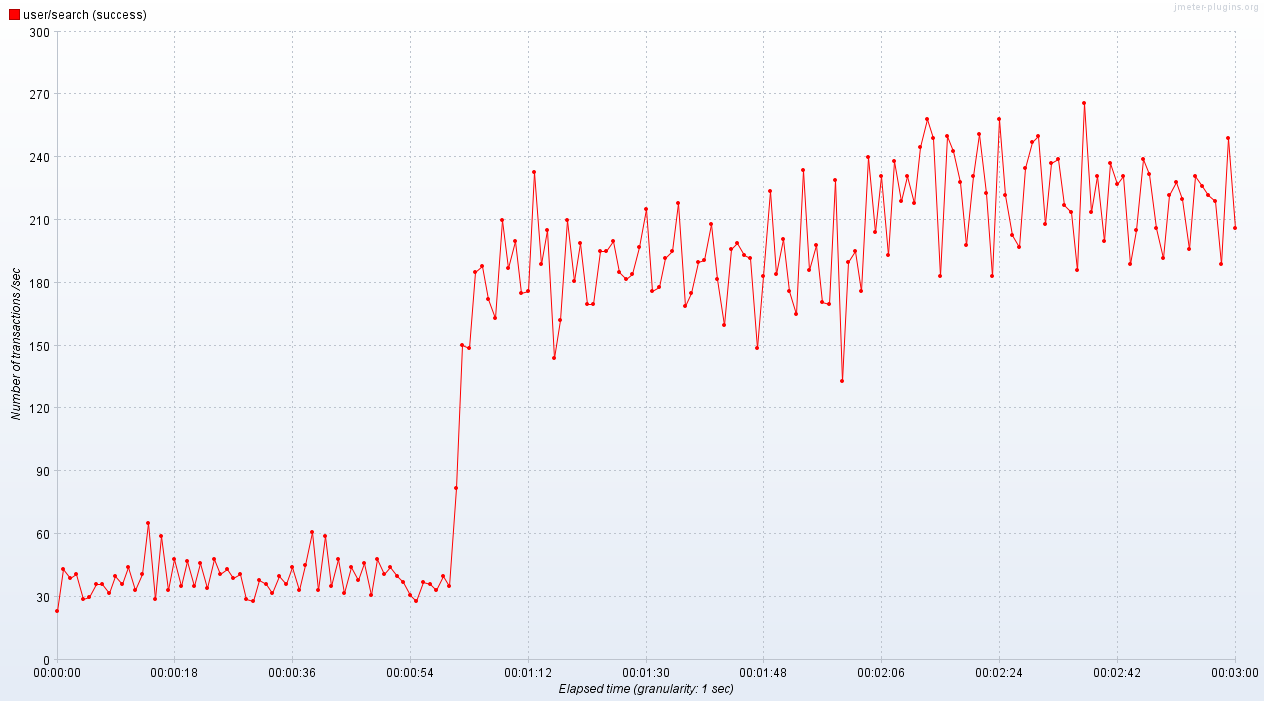 user/search (success)
jmeter-plugins.org
300
270
240
210
180
150
120
90
60
30
0
Number of transactions /sec
00:00:00 00:00:18 00:00:36 00:00:54 00:01:12 00:01:30 00:01:48 00:02:06 00:02:24 00:02:42 00:03:00
Elapsed time (granularity: 1 sec)